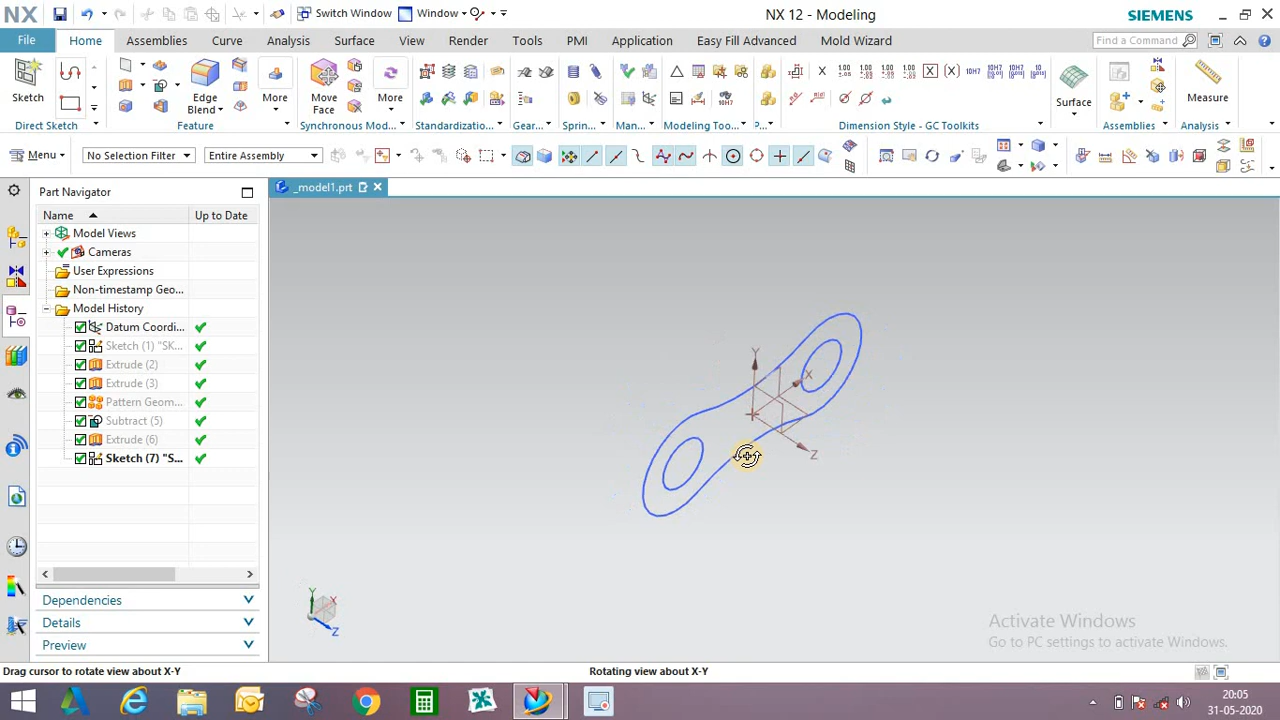 NX
Switch Window
Window
NX 12 - Modeling
SIEMENS
File
Home
Assemblies
Curve
Analysis
Surface
View
Render
Tools
PMI
Application
Easy Fill Advanced
Mold Wizard
Find a Command
Sketch
Edge
Blend
More
Move
Face
More
Surface
Measure
Direct Sketch
Feature
Synchronous Mod...
Standardization...
Gear...
Sprin...
Man...
Modeling Too...
P...
Dimension Style - GC Toolkits
Assemblies
Analysis
Menu
No Selection Filter
Entire Assembly
Part Navigator
_model1.prt
Name
Up to Date
Model Views
Cameras
User Expressions
Non-timestamp Geo...
Model History
Datum Coordi...
Sketch (1) "SK...
Extrude (2)
Extrude (3)
Pattern Geom...
Subtract (5)
Extrude (6)
Sketch (7) "S...
Y
X
Z
Y
X
Z
Dependencies
Details
Preview
Activate Windows
Go to PC settings to activate Windows.
Drag cursor to rotate view about X-Y
Rotating view about X-Y
20:05
31-05-2020